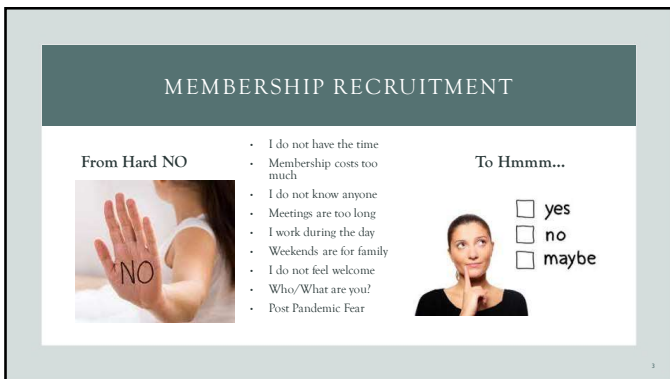 MEMBERSHIP RECRUITMENT
From Hard NO
NO
• I do not have the time
• Membership costs too
much
• I do not know anyone
• Meetings are too long
• I work during the day
• Weekends are for family
• I do not feel welcome
• Who/What are you?
• Post Pandemic Fear
To Hmmm...
yes
no
maybe
3